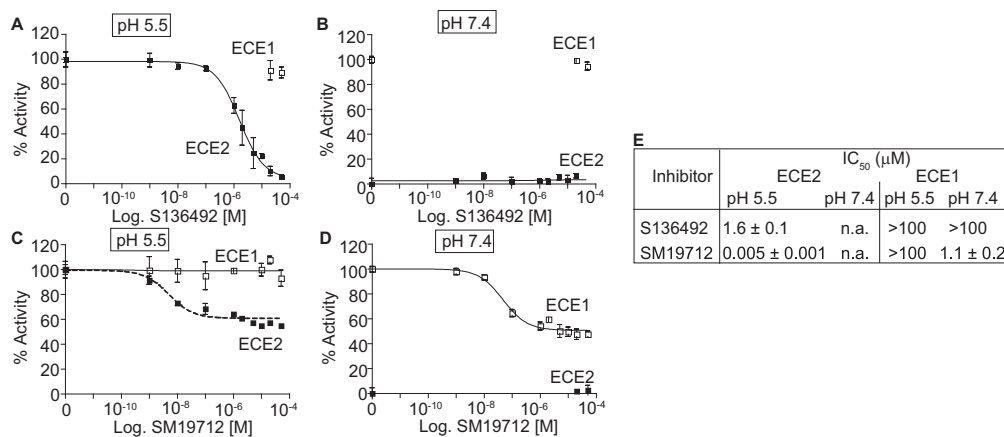 A
pH 5.5
ECE1
ECE2
% Activity
120
100
80
60
40
20
0
0
10-10
10-8
10-6
10-4
Log. S136492 [M]
B
pH 7.4
ECE1
ECE2
% Activity
120
100
80
60
40
20
0
0
10-10
10-8
10-6
10-4
Log. S136492 [M]
C
pH 5.5
ECE1
ECE2
% Activity
120
100
80
60
40
20
0
0
10-10
10-8
10-6
10-4
Log. SM19712 [M]
D
pH 7.4
ECE1
ECE2
% Activity
120
100
80
60
40
20
0
0
10-10
10-8
10-6
10-4
Log. SM19712 [M]
E
Inhibitor
IC50 (μM)
ECE2 ECE1
pH 5.5 pH 7.4 pH 5.5 pH 7.4
S136492 1.6 ± 0.1 n.a. >100 >100
SM19712 0.005 ± 0.001 n.a. >100 1.1 ± 0.2